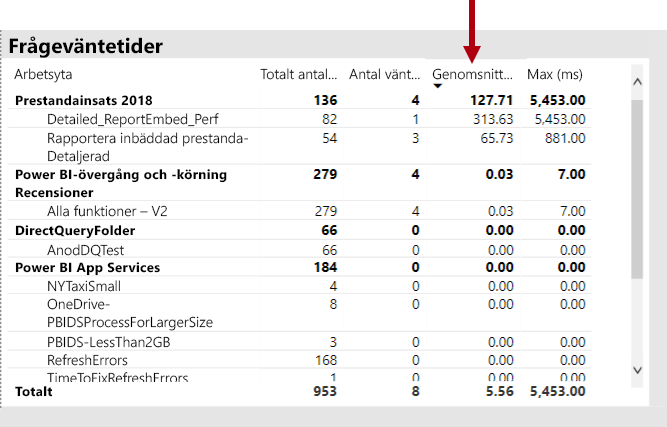 Frågeväntetider
Arbetsyta Totalt antal... Antal vänt... Genomsnitt... Max (ms)
Prestandainsats 2018 136 4 127.71 5,453.00
Detailed_ReportEmbed_Perf 82 1 313.63 5,453.00
Rapportera inbäddad prestanda- 54 3 65.73 881.00
Detaljerad
Power BI-övergång och -körning 279 4 0.03 7.00
Recensioner
Alla funktioner – V2 279 4 0.03 7.00
DirectQueryFolder 66 0 0.00 0.00
AnodDQTest 66 0 0.00 0.00
Power BI App Services 184 0 0.00 0.00
NYTaxiSmall 4 0 0.00 0.00
OneDrive- 8 0 0.00 0.00
PBIDSProcessForLargerSize
PBIDS-LessThan2GB 3 0 0.00 0.00
RefreshErrors 168 0 0.00 0.00
TimeToFixRefreshErrors 1 0 0.00 0.00
Totalt 953 8 5.56 5,453.00